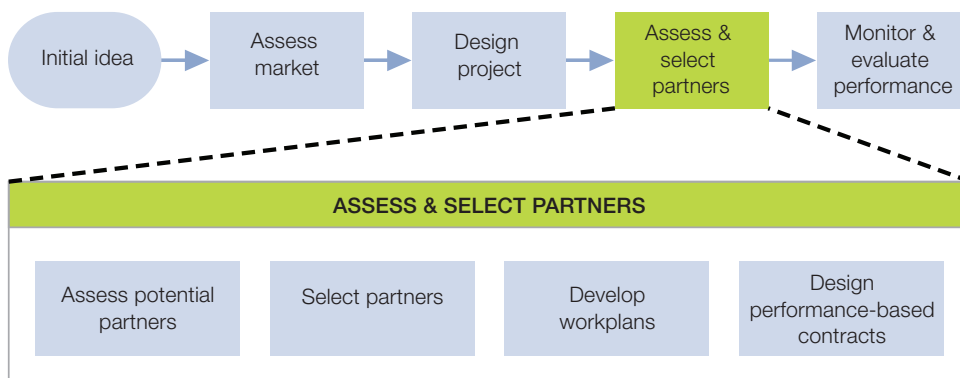 Initial idea
Assess
market
Design
project
Assess &
select
partners
Monitor &
evaluate
performance
ASSESS & SELECT PARTNERS
Assess potential
partners
Select partners
Develop
workplans
Design
performance-based
contracts